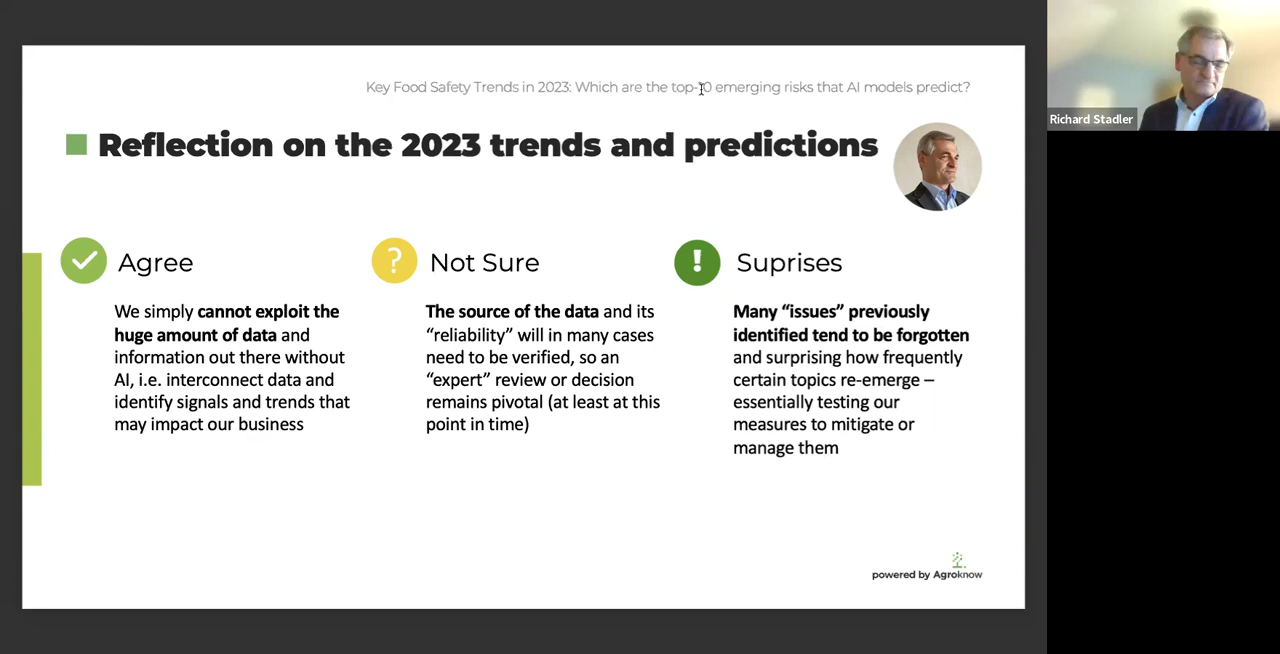 Key Food Safety Trends in 2023: Which are the top-10 emerging risks that AI models predict?
Richard Stadler
Reflection on the 2023 trends and predictions
Agree
We simply cannot exploit the
huge amount of data and
information out there without
AI, i.e. interconnect data and
identify signals and trends that
may impact our business
? Not Sure
The source of the data and its
“reliability” will in many cases
need to be verified, so an
“expert” review or decision
remains pivotal (at least at this
point in time)
! Suprises
Many “issues” previously
identified tend to be forgotten
and surprising how frequently
certain topics re-emerge –
essentially testing our
measures to mitigate or
manage them
powered by Agroknow